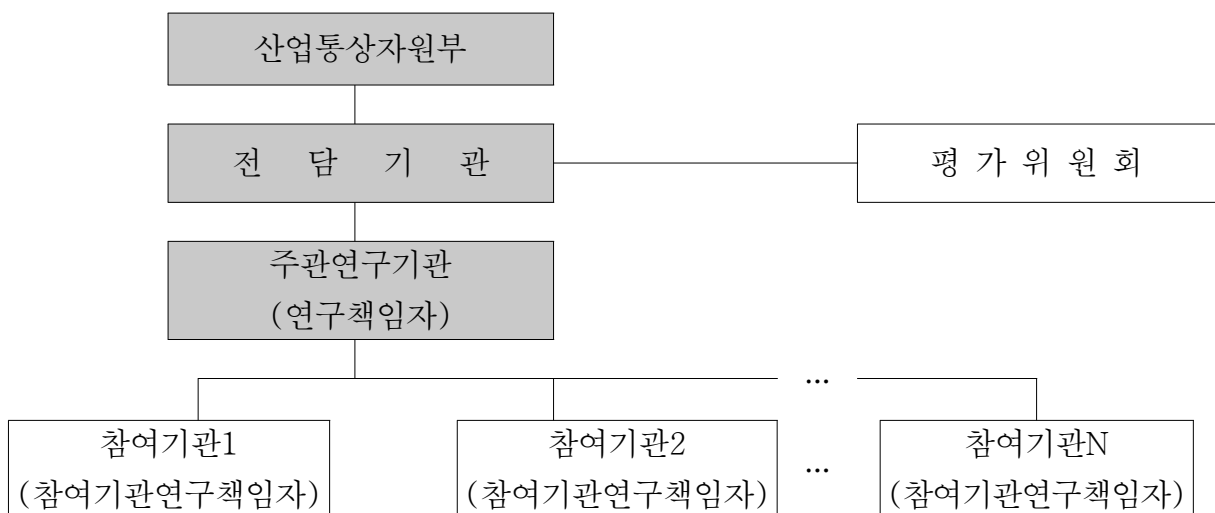 산업통상자원부
전 담 기 관
평 가 위 원 회
주관연구기관
(연구책임자)
...
참여기관1
(참여기관연구책임자)
참여기관2
(참여기관연구책임자)
...
참여기관N
(참여기관연구책임자)